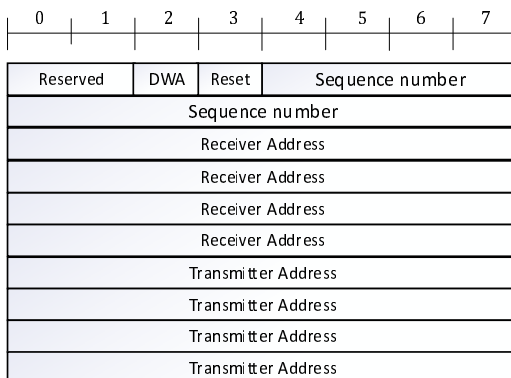 0 1 2 3 4 5 6 7
Reserved DWA Reset Sequence number
Sequence number
Receiver Address
Receiver Address
Receiver Address
Receiver Address
Transmitter Address
Transmitter Address
Transmitter Address
Transmitter Address